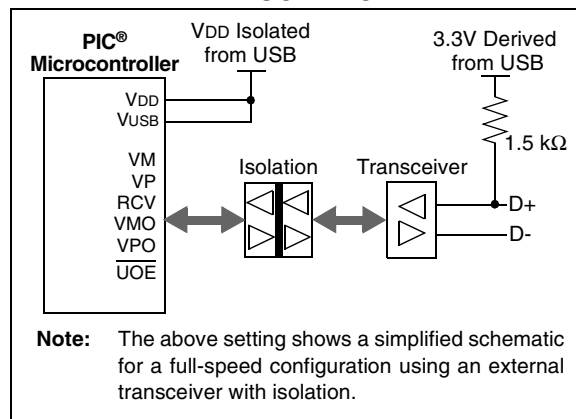 PIC®
Microcontroller
VDD Isolated
from USB
3.3V Derived
from USB
VDD
VUSB
1.5 kΩ
VM
VP
RCV
VMO
VPO
UOE
Isolation
Transceiver
D+
D-
Note: The above setting shows a simplified schematic
for a full-speed configuration using an external
transceiver with isolation.